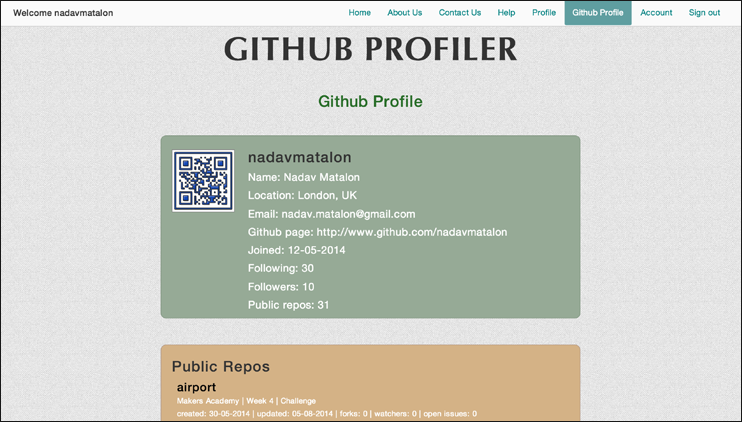 Welcome nadavmatalon
Home About Us Contact Us Help Profile Github Profile Account Sign out
GITHUB PROFILER
Github Profile
nadavmatalon
Name: Nadav Matalon
Location: London, UK
Email: nadav.matalon@gmail.com
Github page: http://www.github.com/nadavmatalon
Joined: 12-05-2014
Following: 30
Followers: 10
Public repos: 31
Public Repos
airport
Makers Academy | Week 4 | Challenge
created: 30-05-2014 | updated: 05-08-2014 | forks: 0 | watchers: 0 | open issues: 0